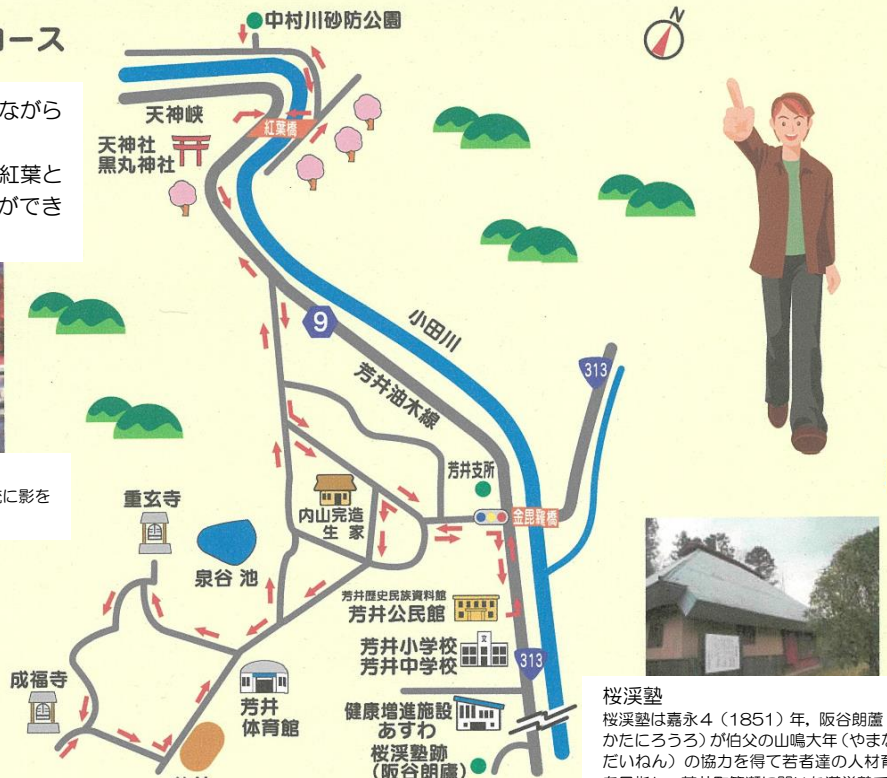 コース
ながら
紅葉と
ができ
に影を
N
中村川砂防公園
天神峡
紅葉橋
天神社
黒丸神社
9
小田川
芳井油木線
313
芳井支所
金毘羅橋
重玄寺
内山完造
生家
泉谷池
芳井歴史民族資料館
芳井公民館
芳井小学校
芳井中学校
文
313
成福寺
芳井
体育館
健康増進施設
あすわ
桜渓塾跡
(阪谷朗廬)
桜渓塾
桜渓塾は嘉永4(1851)年,阪谷朗廬
かたにろうろ)が伯父の山鳴大年(やまな
だいねん)の協力を得て若者達の人材